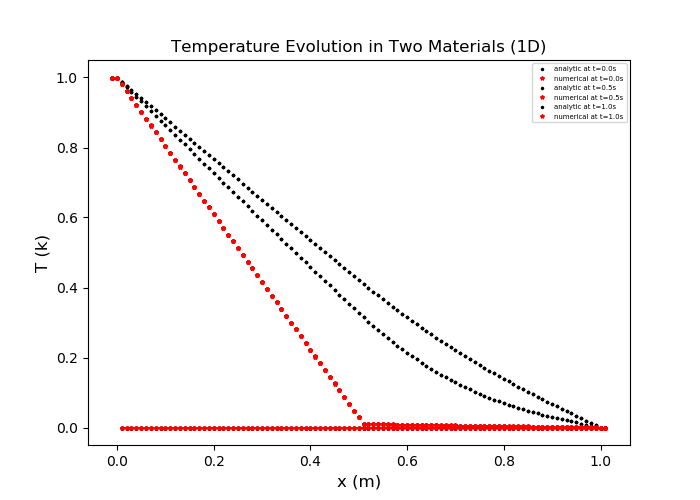 Temperature Evolution in Two Materials (1D)
analytic at t=0.0s
numerical at t=0.0s
analytic at t=0.5s
numerical at t=0.5s
analytic at t=1.0s
numerical at t=1.0s
T (k)
1.0
0.8
0.6
0.4
0.2
0.0
0.0 0.2 0.4 0.6 0.8 1.0
x (m)